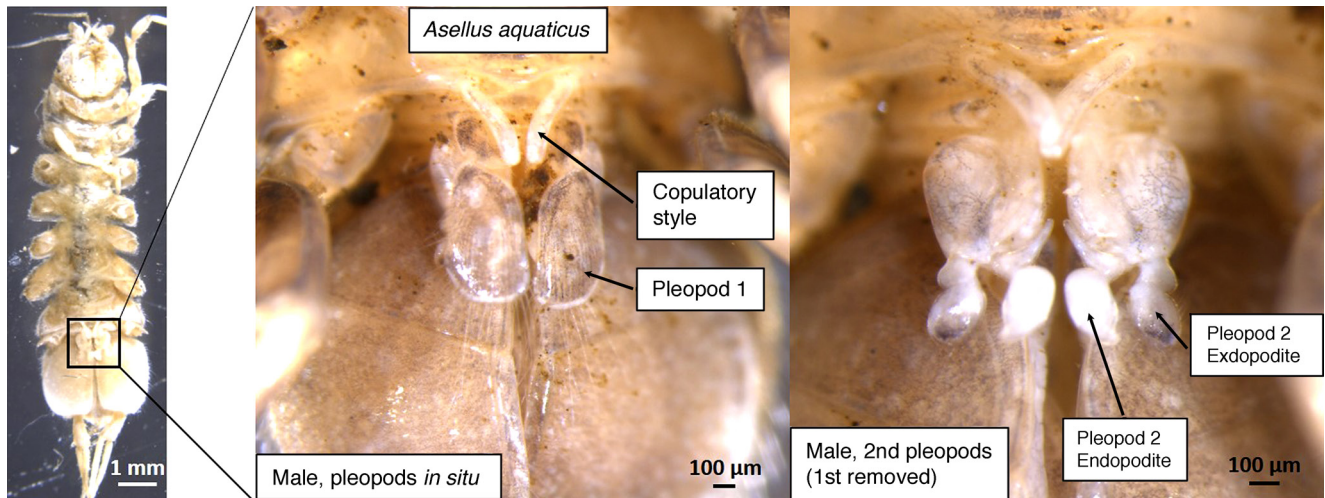 Asellus aquaticus
Copulatory
style
Pleopod 1
Pleopod 2
Exdopodite
Pleopod 2
Endopodite
1 mm
Male, pleopods in situ
100 µm
Male, 2nd pleopods
(1st removed)
100 µm